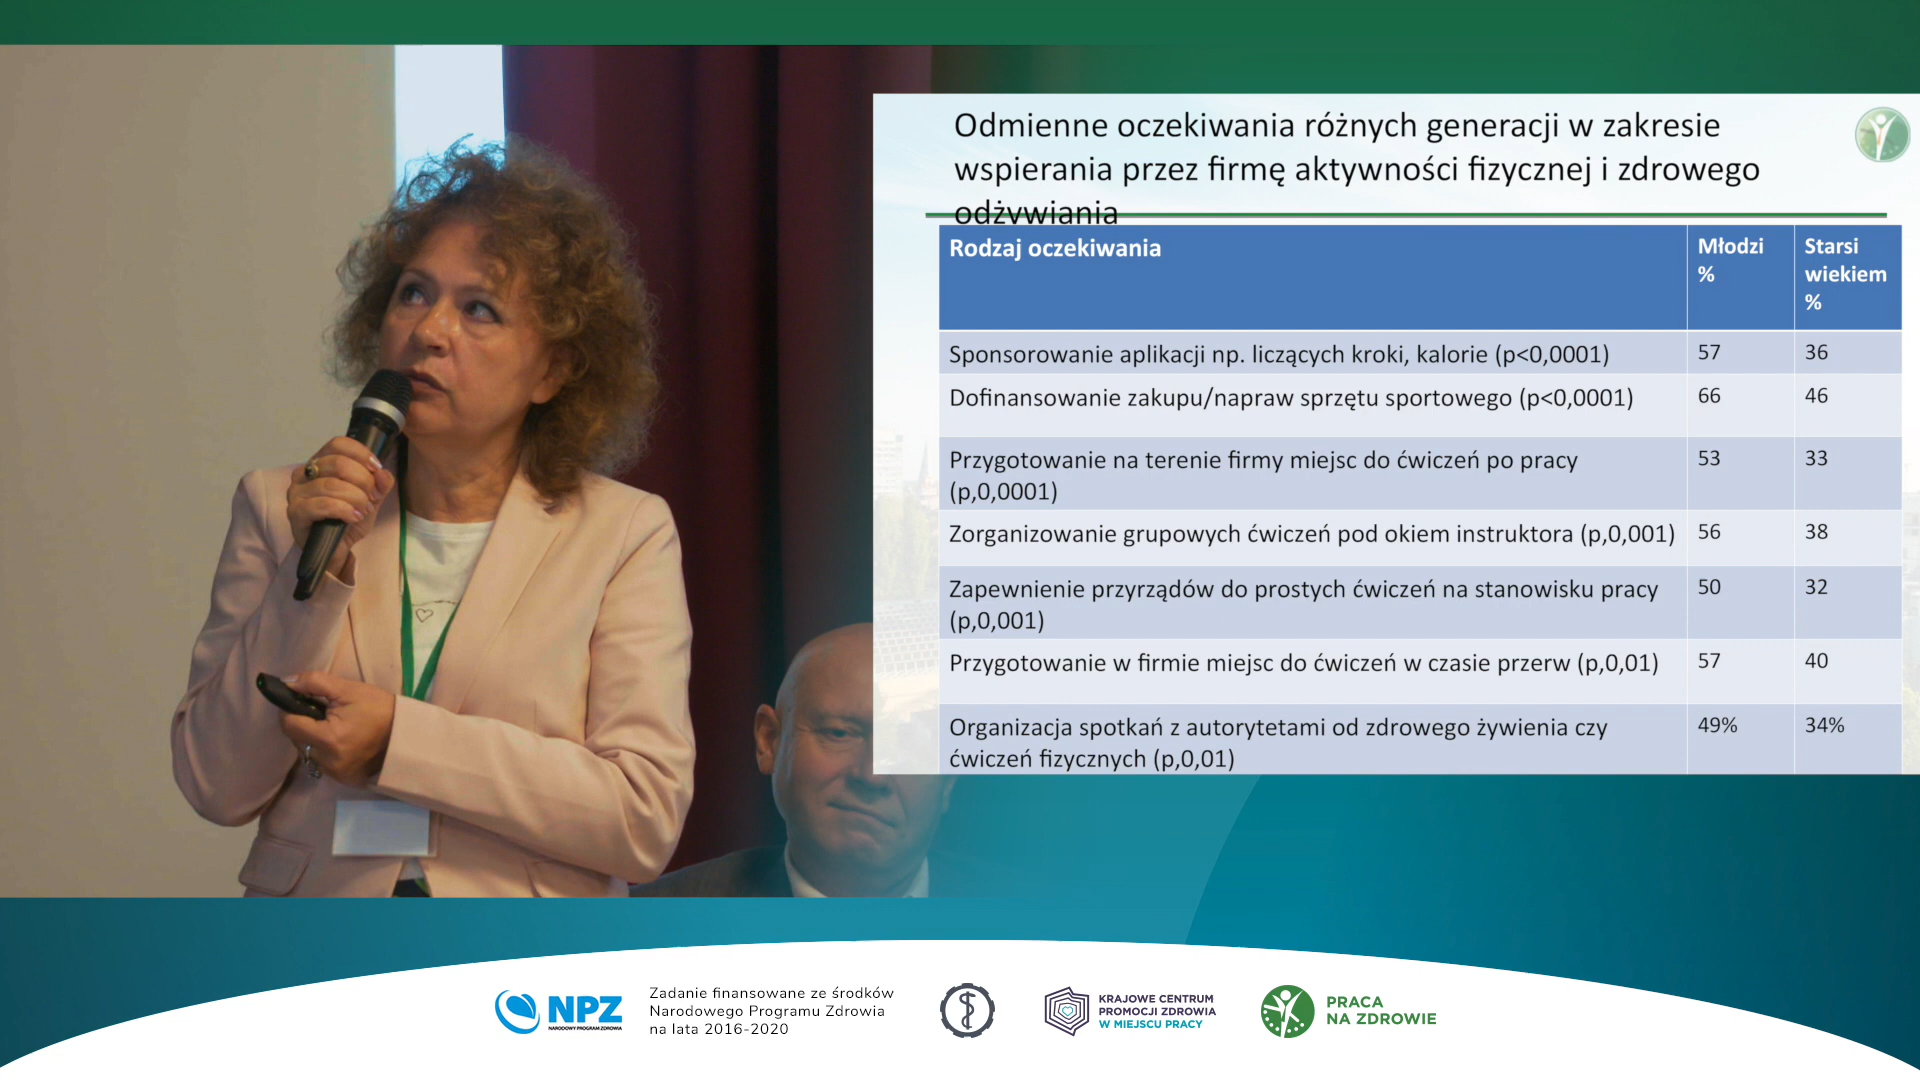 Odmienne oczekiwania różnych generacji w zakresie
wspierania przez firmę aktywności fizycznej i zdrowego
odżywiania
Rodzaj oczekiwania
Młodzi
%
Starsi
wiekiem
%
Sponsorowanie aplikacji np. liczących kroki, kalorie (p<0,0001)
57
36
Dofinansowanie zakupu/napraw sprzętu sportowego (p<0,0001)
66
46
Przygotowanie na terenie firmy miejsc do ćwiczeń po pracy
(p,0,0001)
53
33
Zorganizowanie grupowych ćwiczeń pod okiem instruktora (p,0,001)
56
38
Zapewnienie przyrządów do prostych ćwiczeń na stanowisku pracy
(p,0,001)
50
32
Przygotowanie w firmie miejsc do ćwiczeń w czasie przerw (p,0,01)
57
40
Organizacja spotkań z autorytetami od zdrowego żywienia czy
ćwiczeń fizycznych (p,0,01)
49%
34%
NPZ
NARODOWY PROGRAM ZDROWIA
Zadanie finansowane ze środków
Narodowego Programu Zdrowia
na lata 2016-2020
KRAJOWE CENTRUM
PROMOCJI ZDROWIA
W MIEJSCU PRACY
PRACA
NA ZDROWIE